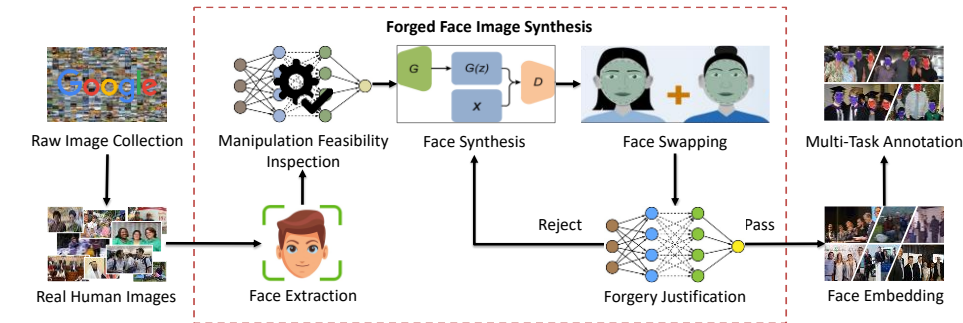 Forged Face Image Synthesis
Google
G
G(z)
X
D
Raw Image Collection
Manipulation Feasibility
Inspection
Face Synthesis
Face Swapping
Multi-Task Annotation
Reject
Pass
Real Human Images
Face Extraction
Forgery Justification
Face Embedding